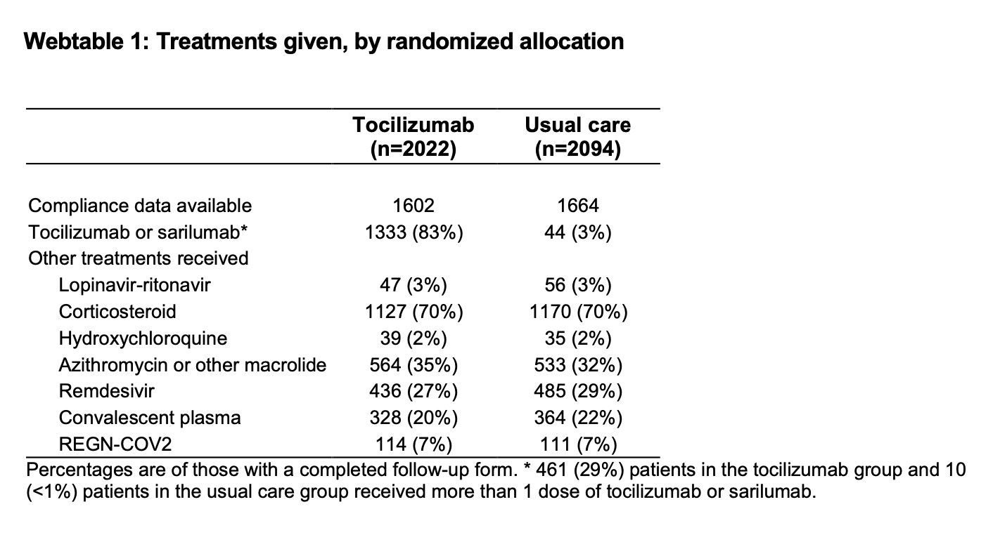 Webtable 1: Treatments given, by randomized allocation
Tocilizumab Usual care
(n=2022) (n=2094)
Compliance data available 1602 1664
Tocilizumab or sarilumab* 1333 (83%) 44 (3%)
Other treatments received
Lopinavir-ritonavir 47 (3%) 56 (3%)
Corticosteroid 1127 (70%) 1170 (70%)
Hydroxychloroquine 39 (2%) 35 (2%)
Azithromycin or other macrolide 564 (35%) 533 (32%)
Remdesivir 436 (27%) 485 (29%)
Convalescent plasma 328 (20%) 364 (22%)
REGN-COV2 114 (7%) 111 (7%)
Percentages are of those with a completed follow-up form. * 461 (29%) patients in the tocilizumab group and 10
(<1%) patients in the usual care group received more than 1 dose of tocilizumab or sarilumab.